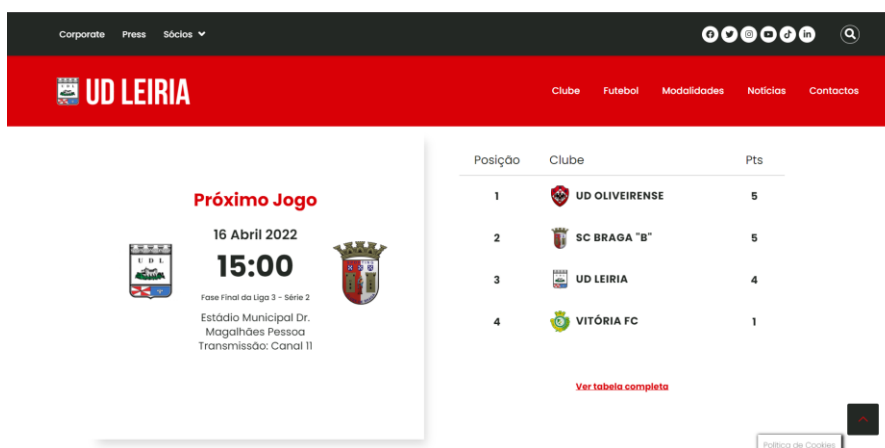 Corporate Press Sócios
UD LEIRIA
Clube Futebol Modalidades Notícias Contactos
Próximo Jogo
16 Abril 2022
15:00
Fase Final da Liga 3 - Série 2
Estádio Municipal Dr.
Magalhães Pessoa
Transmissão: Canal 11
U D L
Posição Clube Pts
1 UD OLIVEIRENSE 5
2 SC BRAGA "B" 5
3 UD LEIRIA 4
4 VITÓRIA FC 1
Ver tabela completa
Política de Cookies